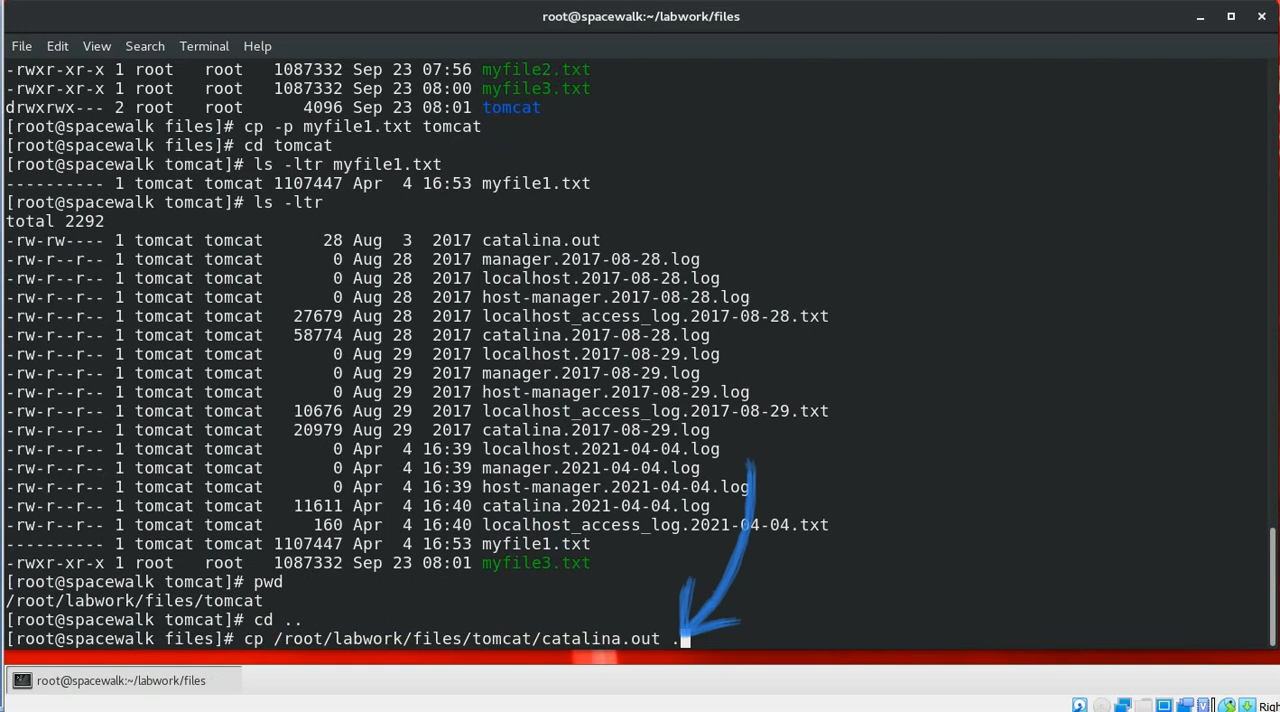 root@spacewalk:~/labwork/files
File Edit View Search Terminal Help
-rwxr-xr-x 1 root   root   1087332 Sep 23 07:56 myfile2.txt
-rwxr-xr-x 1 root   root   1087332 Sep 23 08:00 myfile3.txt
drwxrwx--- 2 root   root      4096 Sep 23 08:01 tomcat
[root@spacewalk files]# cp -p myfile1.txt tomcat
[root@spacewalk files]# cd tomcat
[root@spacewalk tomcat]# ls -ltr myfile1.txt
---------- 1 tomcat tomcat 1107447 Apr  4 16:53 myfile1.txt
[root@spacewalk tomcat]# ls -ltr
total 2292
-rw-rw---- 1 tomcat tomcat      28 Aug  3  2017 catalina.out
-rw-r--r-- 1 tomcat tomcat       0 Aug 28  2017 manager.2017-08-28.log
-rw-r--r-- 1 tomcat tomcat       0 Aug 28  2017 localhost.2017-08-28.log
-rw-r--r-- 1 tomcat tomcat       0 Aug 28  2017 host-manager.2017-08-28.log
-rw-r--r-- 1 tomcat tomcat   27679 Aug 28  2017 localhost_access_log.2017-08-28.txt
-rw-r--r-- 1 tomcat tomcat   58774 Aug 28  2017 catalina.2017-08-28.log
-rw-r--r-- 1 tomcat tomcat       0 Aug 29  2017 localhost.2017-08-29.log
-rw-r--r-- 1 tomcat tomcat       0 Aug 29  2017 manager.2017-08-29.log
-rw-r--r-- 1 tomcat tomcat       0 Aug 29  2017 host-manager.2017-08-29.log
-rw-r--r-- 1 tomcat tomcat   10676 Aug 29  2017 localhost_access_log.2017-08-29.txt
-rw-r--r-- 1 tomcat tomcat   20979 Aug 29  2017 catalina.2017-08-29.log
-rw-r--r-- 1 tomcat tomcat       0 Apr  4 16:39 localhost.2021-04-04.log
-rw-r--r-- 1 tomcat tomcat       0 Apr  4 16:39 manager.2021-04-04.log
-rw-r--r-- 1 tomcat tomcat       0 Apr  4 16:39 host-manager.2021-04-04.log
-rw-r--r-- 1 tomcat tomcat   11611 Apr  4 16:40 catalina.2021-04-04.log
-rw-r--r-- 1 tomcat tomcat     160 Apr  4 16:40 localhost_access_log.2021-04-04.txt
---------- 1 tomcat tomcat 1107447 Apr  4 16:53 myfile1.txt
-rwxr-xr-x 1 root   root   1087332 Sep 23 08:01 myfile3.txt
[root@spacewalk tomcat]# pwd
/root/labwork/files/tomcat
[root@spacewalk tomcat]# cd ..
[root@spacewalk files]# cp /root/labwork/files/tomcat/catalina.out .
root@spacewalk:~/labwork/files